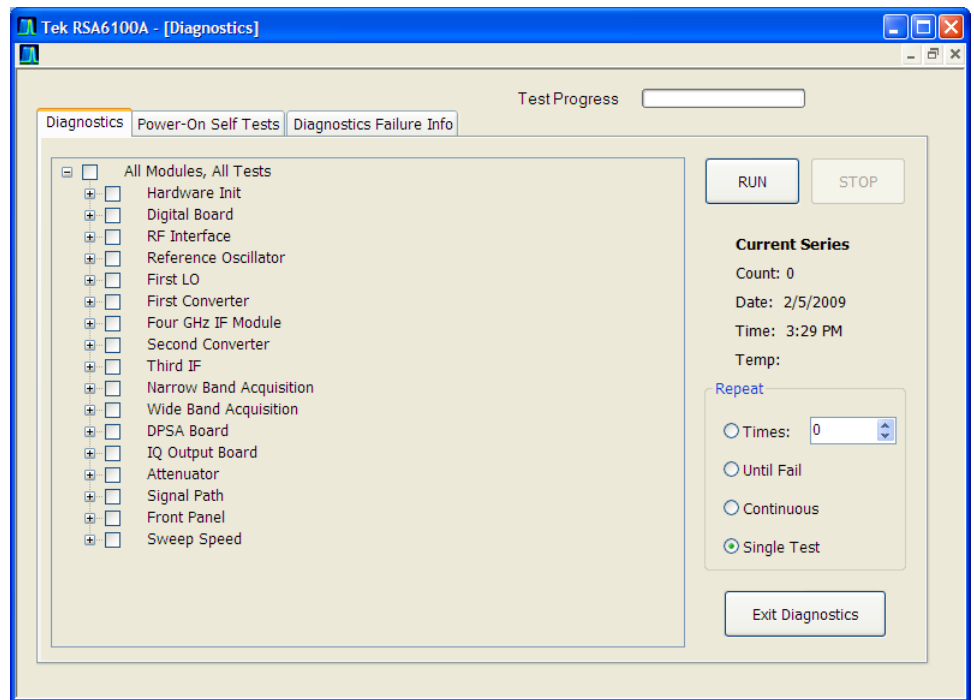 Tek RSA6100A - [Diagnostics]
Test Progress
Diagnostics
Power-On Self Tests
Diagnostics Failure Info
All Modules, All Tests
Hardware Init
Digital Board
RF Interface
Reference Oscillator
First LO
First Converter
Four GHz IF Module
Second Converter
Third IF
Narrow Band Acquisition
Wide Band Acquisition
DPSA Board
IQ Output Board
Attenuator
Signal Path
Front Panel
Sweep Speed
RUN
STOP
Current Series
Count: 0
Date: 2/5/2009
Time: 3:29 PM
Temp:
Repeat
Times: 0
Until Fail
Continuous
Single Test
Exit Diagnostics